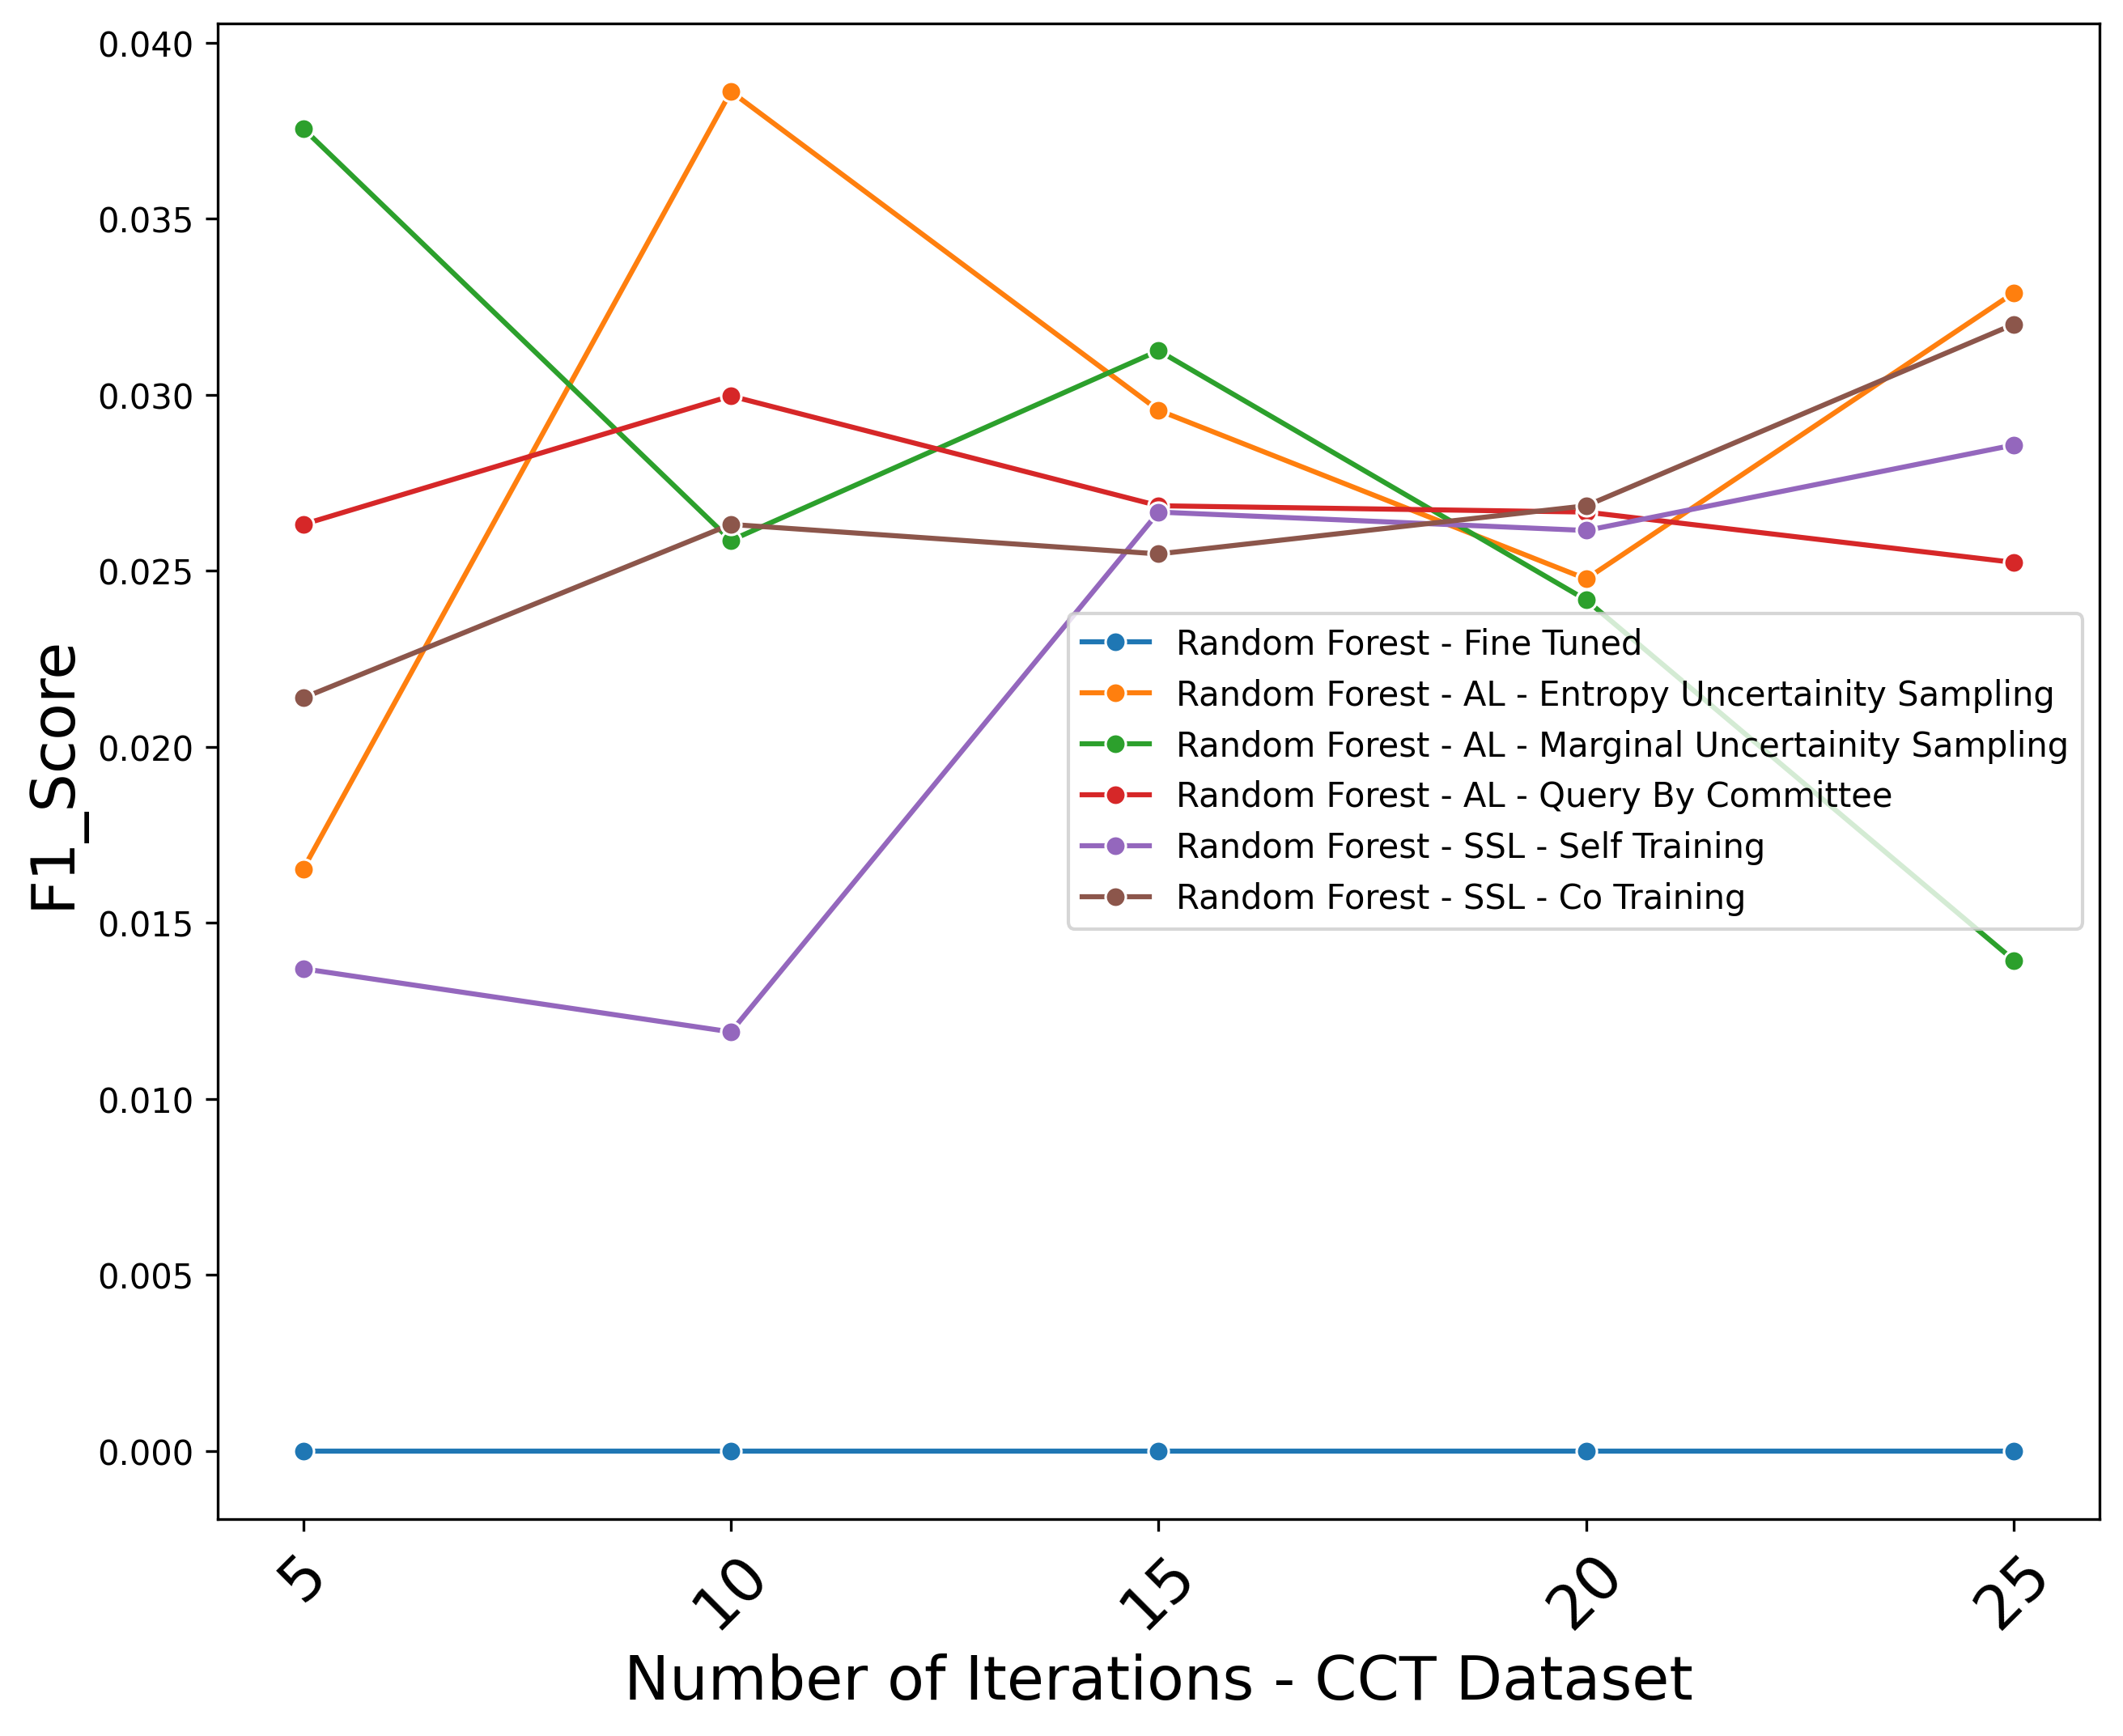 0.040
0.035
0.030
0.025
0.020
0.015
0.010
0.005
0.000
F1_Score
Random Forest - Fine Tuned
Random Forest - AL - Entropy Uncertainity Sampling
Random Forest - AL - Marginal Uncertainity Sampling
Random Forest - AL - Query By Committee
Random Forest - SSL - Self Training
Random Forest - SSL - Co Training
5
10
15
20
25
Number of Iterations - CCT Dataset